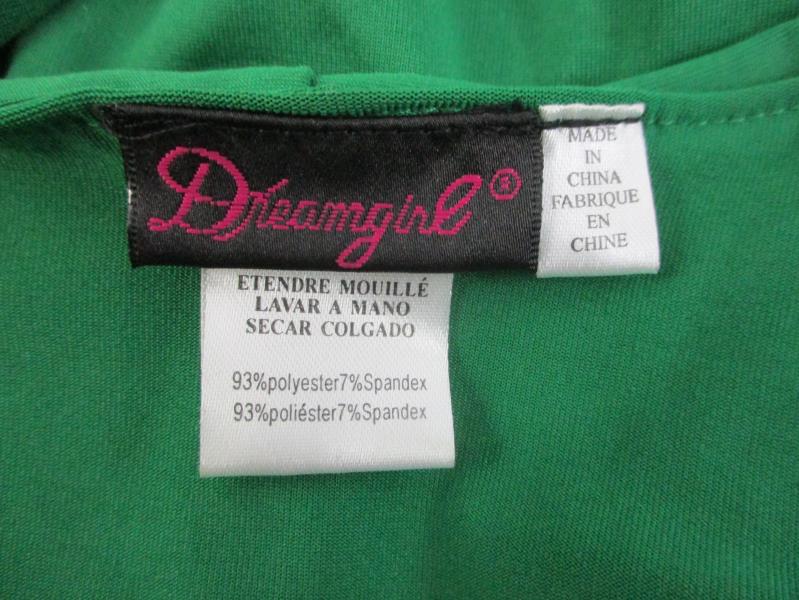 Dreamgirl®
MADE
IN
CHINA
FABRIQUE
EN
CHINE
ETENDRE MOUILLÉ
LAVAR A MANO
SECAR COLGADO
93%polyester7%Spandex
93%poliéster7%Spandex